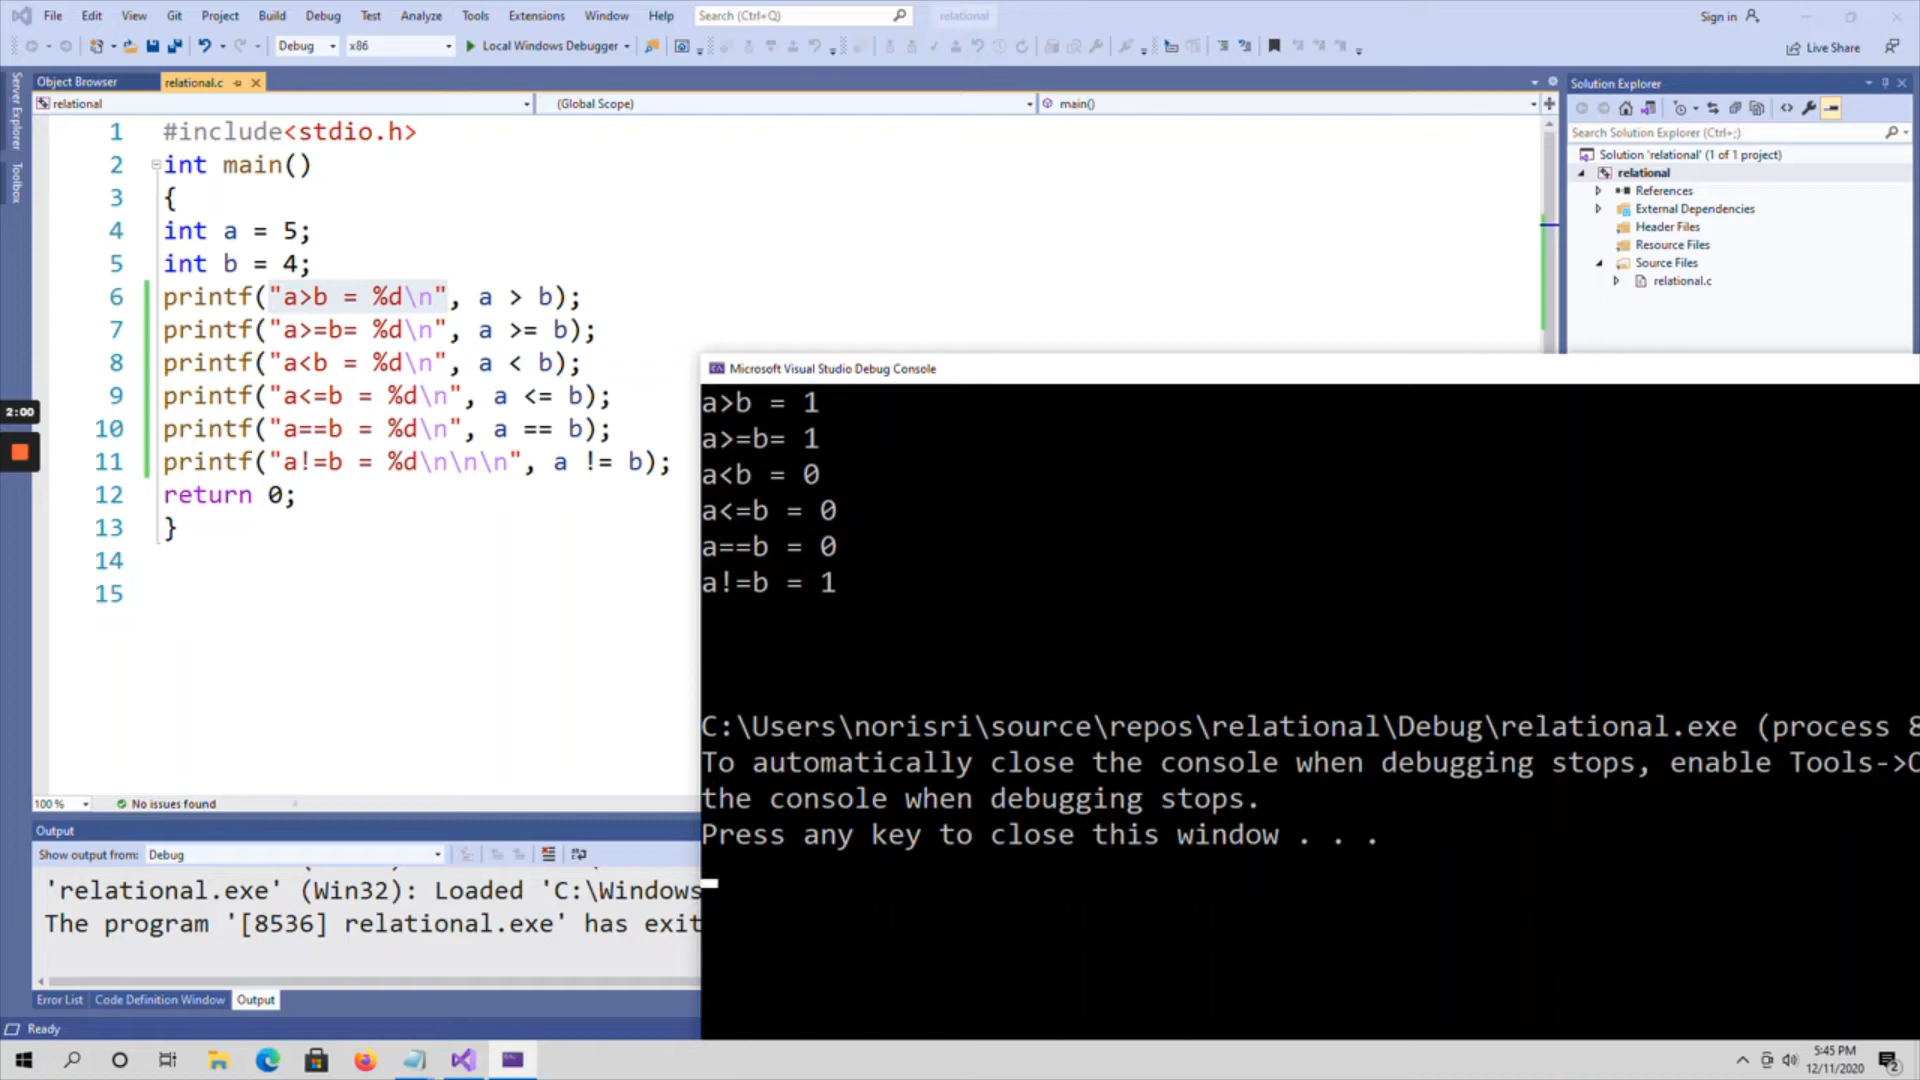 File Edit View Git Project Build Debug Test Analyze Tools Extensions Window Help Search (Ctrl+Q) relational Sign in
Debug x86 Local Windows Debugger Live Share
Server Explorer
Toolbox
Object Browser relational.c
relational (Global Scope) main()
1 #include<stdio.h>
2 int main()
3 {
4 int a = 5;
5 int b = 4;
6 printf("a>b = %d\n", a > b);
7 printf("a>=b= %d\n", a >= b);
8 printf("a<b = %d\n", a < b);
9 printf("a<=b = %d\n", a <= b);
10 printf("a==b = %d\n", a == b);
11 printf("a!=b = %d\n\n\n", a != b);
12 return 0;
13 }
14
15
2:00
100 % No issues found
Output
Show output from: Debug
'relational.exe' (Win32): Loaded 'C:\Windows
The program '[8536] relational.exe' has exit
Error List Code Definition Window Output
Ready
Solution Explorer
Search Solution Explorer (Ctrl+;)
Solution 'relational' (1 of 1 project)
relational
References
External Dependencies
Header Files
Resource Files
Source Files
relational.c
Microsoft Visual Studio Debug Console
a>b = 1
a>=b= 1
a<b = 0
a<=b = 0
a==b = 0
a!=b = 1
C:\Users\norisri\source\repos\relational\Debug\relational.exe (process 8
To automatically close the console when debugging stops, enable Tools->O
the console when debugging stops.
Press any key to close this window . . .
5:45 PM
12/11/2020
2